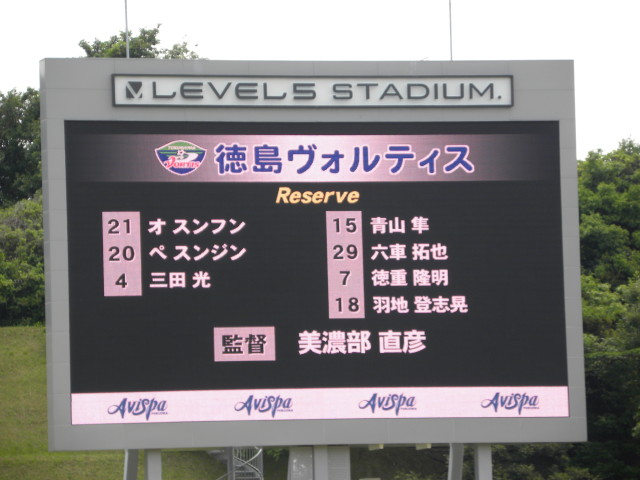 LEVEL5 STADIUM.
VORTIS
徳島ヴォルティス
Reserve
21 オ スンフン
20 ペ スンジン
4 三田 光
15 青山 隼
29 六車 拓也
7 徳重 隆明
18 羽地 登志晃
監督 美濃部 直彦
Avispa Avispa Avispa Avispa